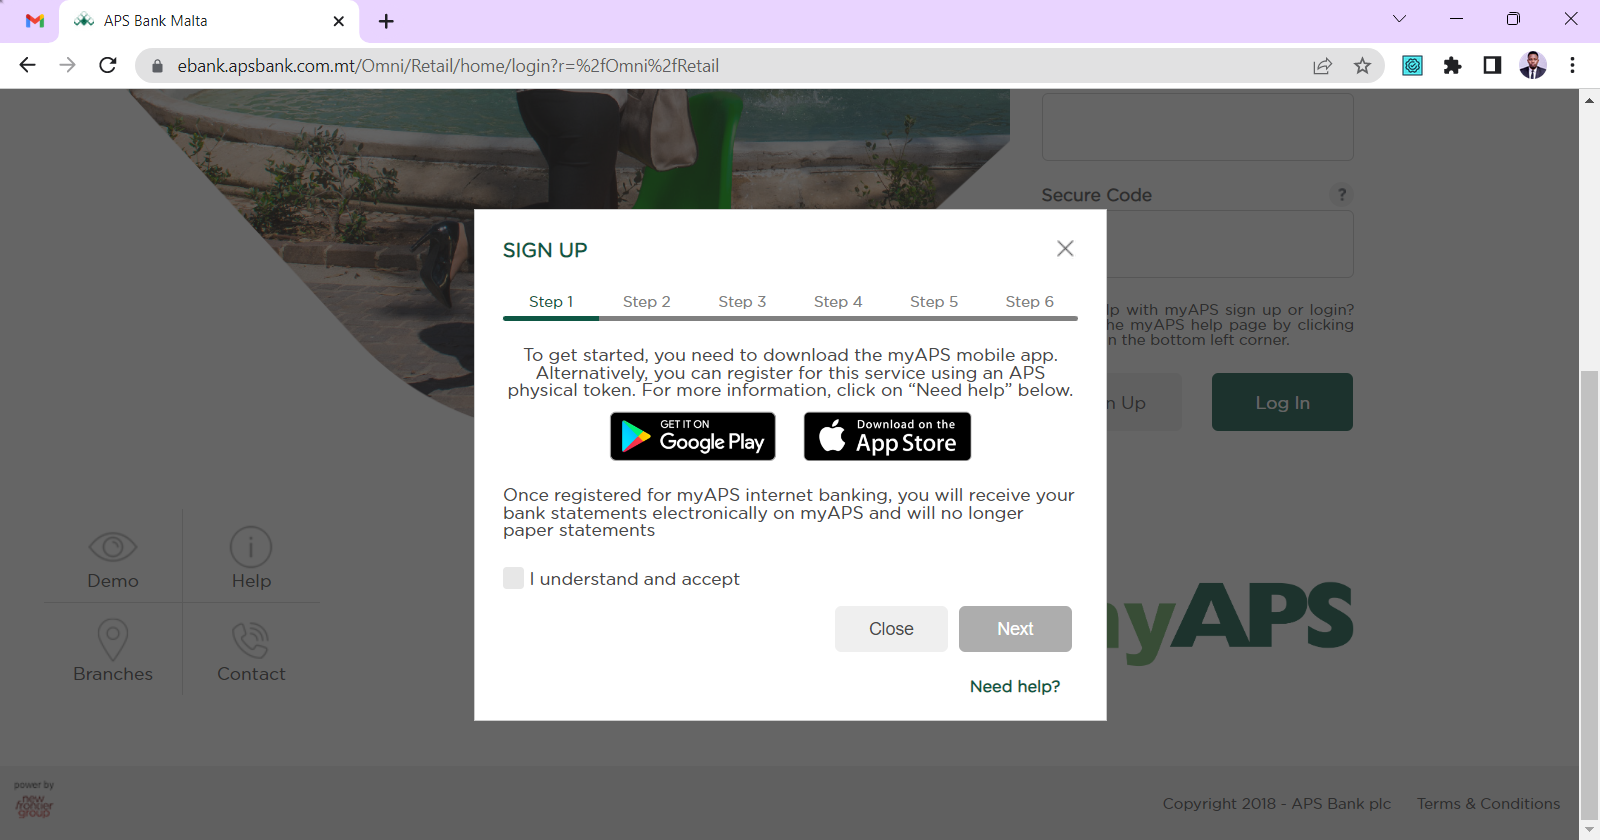 APS Bank Malta
ebank.apsbank.com.mt/Omni/Retail/home/login?r=%2fOmni%2fRetail
Secure Code
?
SIGN UP
Step 1
Step 2
Step 3
Step 4
Step 5
Step 6
To get started, you need to download the myAPS mobile app.
Alternatively, you can register for this service using an APS
physical token. For more information, click on “Need help” below.
GET IT ON
Google Play
Download on the
App Store
Once registered for myAPS internet banking, you will receive your
bank statements electronically on myAPS and will no longer
paper statements
I understand and accept
Close
Next
Need help?
with myAPS sign up or login?
myAPS help page by clicking
the bottom left corner.
Up
Log In
Demo
Help
Branches
Contact
yAPS
power by
new
frontier
group
Copyright 2018 - APS Bank plc
Terms & Conditions